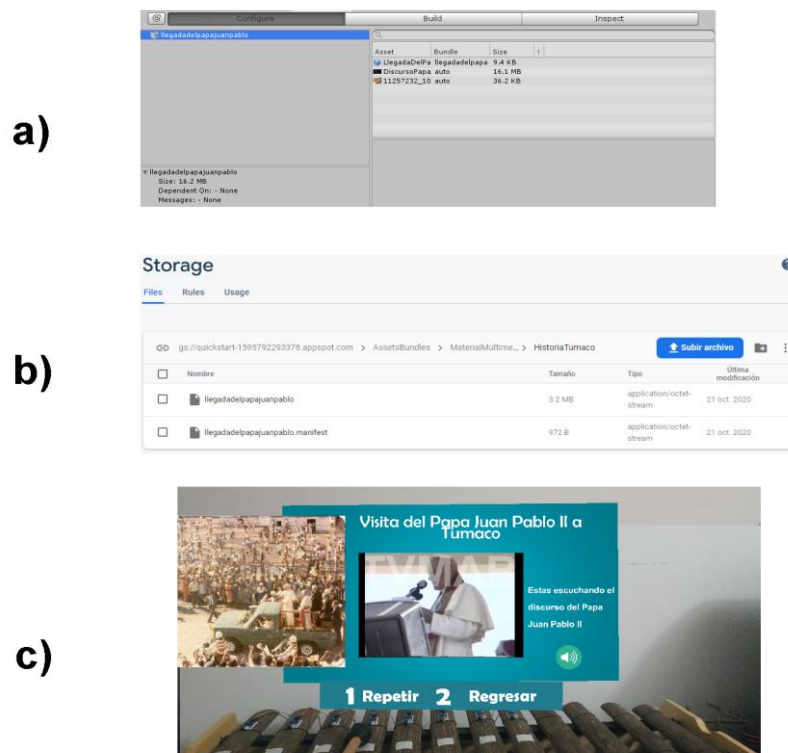 a)
Configure Build Inspect
llegadadelpapajuanpablo
Asset Bundle Size !
LlegadaDelPa llegadadelpapa 9.4 KB
DiscursoPapa auto 16.1 MB
11257232_10 auto 36.2 KB
llegadadelpapajuanpablo
Size: 16.2 MB
Dependent On: - None
Messages: - None
b)
Storage
Files Rules Usage
gs://quickstart-1595792293378.appspot.com > AssetsBundles > MaterialMultime... > HistoriaTumaco Subir archivo
Nombre Tamaño Tipo Última modificación
llegadadelpapajuanpablo 3.2 MB application/octet-stream 21 oct. 2020
llegadadelpapajuanpablo.manifest 972 B application/octet-stream 21 oct. 2020
c)
Visita del Papa Juan Pablo II a
Tumaco
Estas escuchando el
discurso del Papa
Juan Pablo II
1 Repetir 2 Regresar